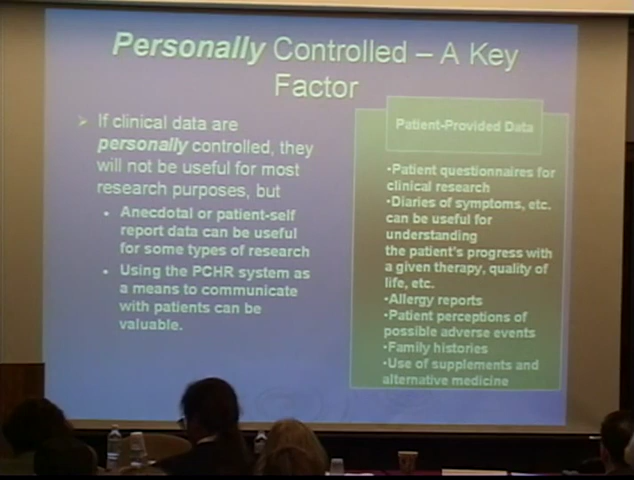 Personally Controlled – A Key
Factor
If clinical data are
personally controlled, they
will not be useful for most
research purposes, but
• Anecdotal or patient-self
report data can be useful
for some types of research
• Using the PCHR system as
a means to communicate
with patients can be
valuable.
Patient-Provided Data
•Patient questionnaires for
clinical research
•Diaries of symptoms, etc.
can be useful for
understanding
the patient's progress with
a given therapy, quality of
life, etc.
•Allergy reports
•Patient perceptions of
possible adverse events
•Family histories
•Use of supplements and
alternative medicine